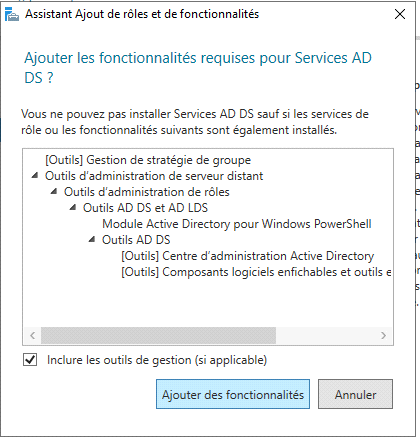 Assistant Ajout de rôles et de fonctionnalités
Ajouter les fonctionnalités requises pour Services AD
DS ?
Vous ne pouvez pas installer Services AD DS sauf si les services de
rôle ou les fonctionnalités suivants sont également installés.
[Outils] Gestion de stratégie de groupe
Outils d'administration de serveur distant
Outils d'administration de rôles
Outils AD DS et AD LDS
Module Active Directory pour Windows PowerShell
Outils AD DS
[Outils] Centre d'administration Active Directory
[Outils] Composants logiciels enfichables et outils e
Inclure les outils de gestion (si applicable)
Ajouter des fonctionnalités
Annuler